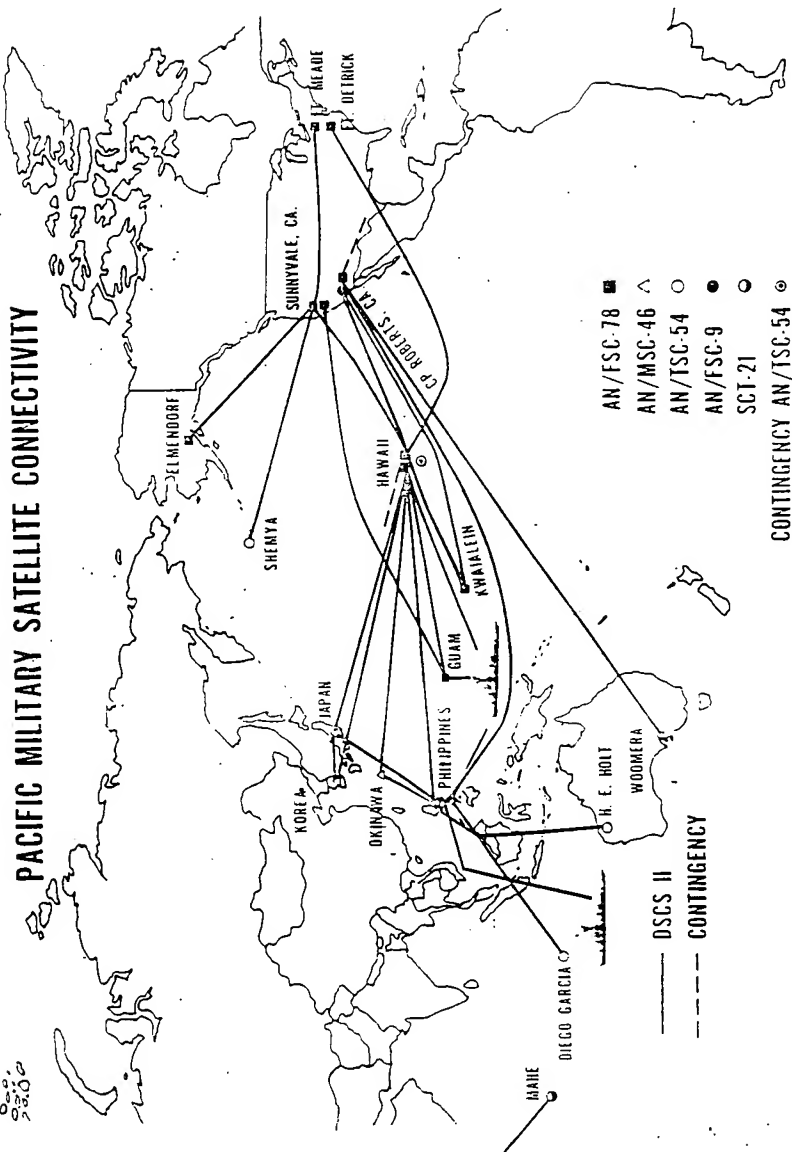 PACIFIC MILITARY SATELLITE CONNECTIVITY
ELMENDORF
SHEMYA
SUNNYVALE, CA.
FT. MEADE
FT. DETRICK
CP ROBERTS, CA
HAWAII
KWAJALEIN
GUAM
JAPAN
KOREA
OKINAWA
PHILIPPINES
H. E. HOLT
WOOMERA
DIEGO GARCIA
MAHE
DSCS II
CONTINGENCY
AN/FSC-78
AN/MSC-46
AN/TSC-54
AN/FSC-9
SCT-21
CONTINGENCY AN/TSC-54